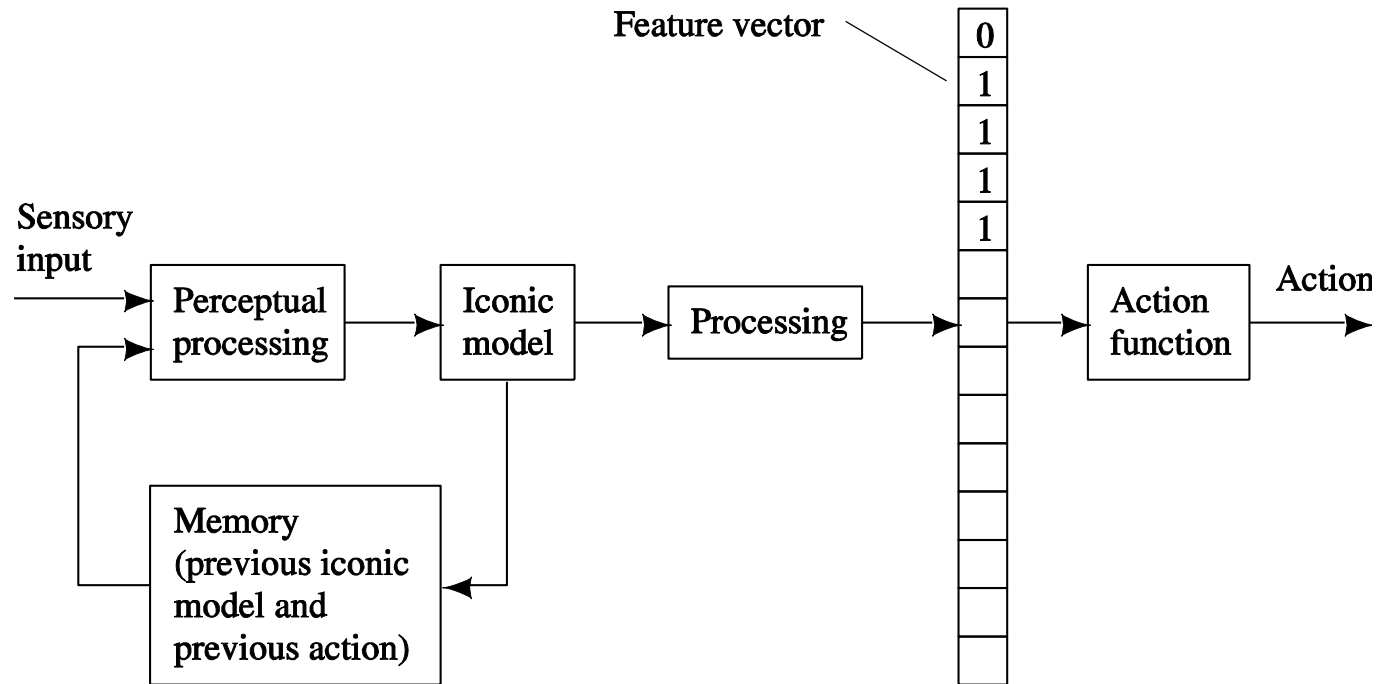 Feature vector
0
1
1
1
1
Sensory
input
Perceptual
processing
Iconic
model
Processing
Action
function
Action
Memory
(previous iconic
model and
previous action)